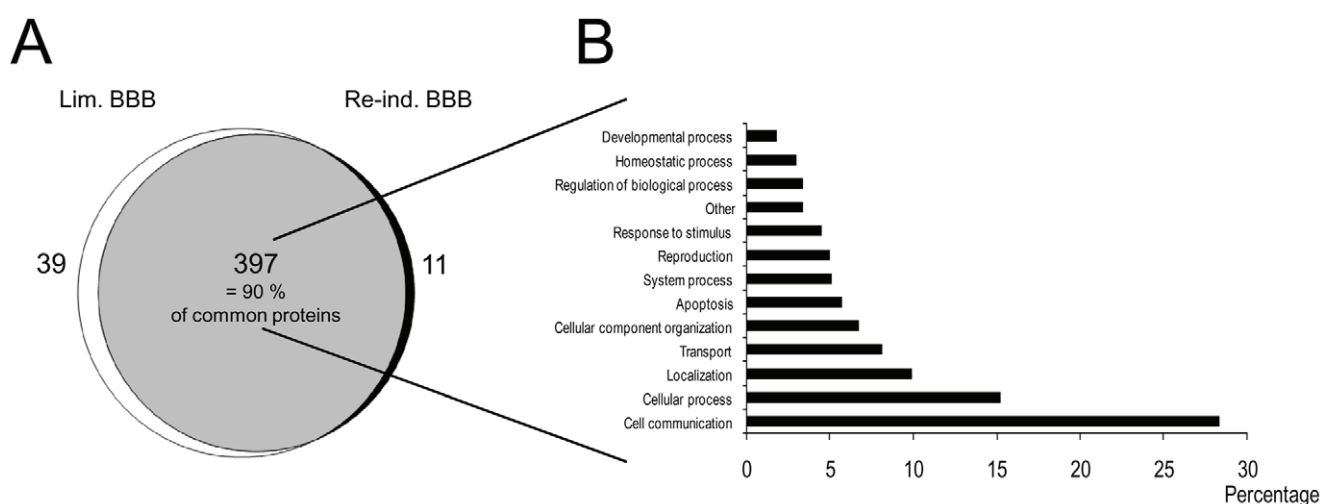 A
B
Lim. BBB
Re-ind. BBB
39
397
= 90 %
of common proteins
11
Developmental process
Homeostatic process
Regulation of biological process
Other
Response to stimulus
Reproduction
System process
Apoptosis
Cellular component organization
Transport
Localization
Cellular process
Cell communication
0 5 10 15 20 25 30
Percentage